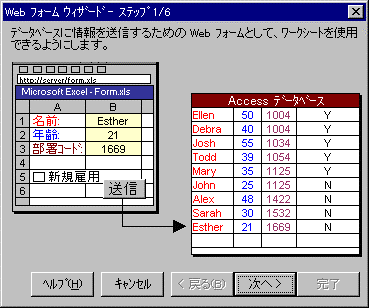 Web フォーム ウィザード - ステップ 1/6
データベースに情報を送信するための Web フォームとして、ワークシートを使用
できるようにします。
http://server/form.xls
Microsoft Excel - Form.xls
A B
1 名前: Esther
2 年齢: 21
3 部署コード: 1669
4
5 新規雇用
6
送信
Access データベース
Ellen 50 1004 Y
Debra 40 1004 Y
Josh 55 1034 Y
Todd 39 1054 Y
Mary 35 1125 Y
John 25 1125 N
Alex 48 1422 N
Sarah 30 1532 N
Esther 21 1669 N
ヘルプ(H) キャンセル < 戻る(B) 次へ > 完了